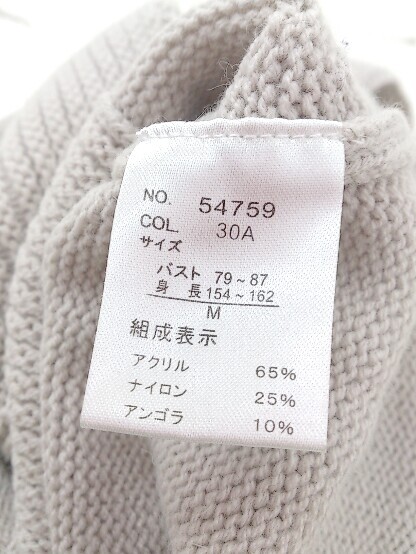 NO. 54759
COL. 30A
サイズ
バスト 79~87
身 長 154~162
M
組成表示
アクリル 65%
ナイロン 25%
アンゴラ 10%